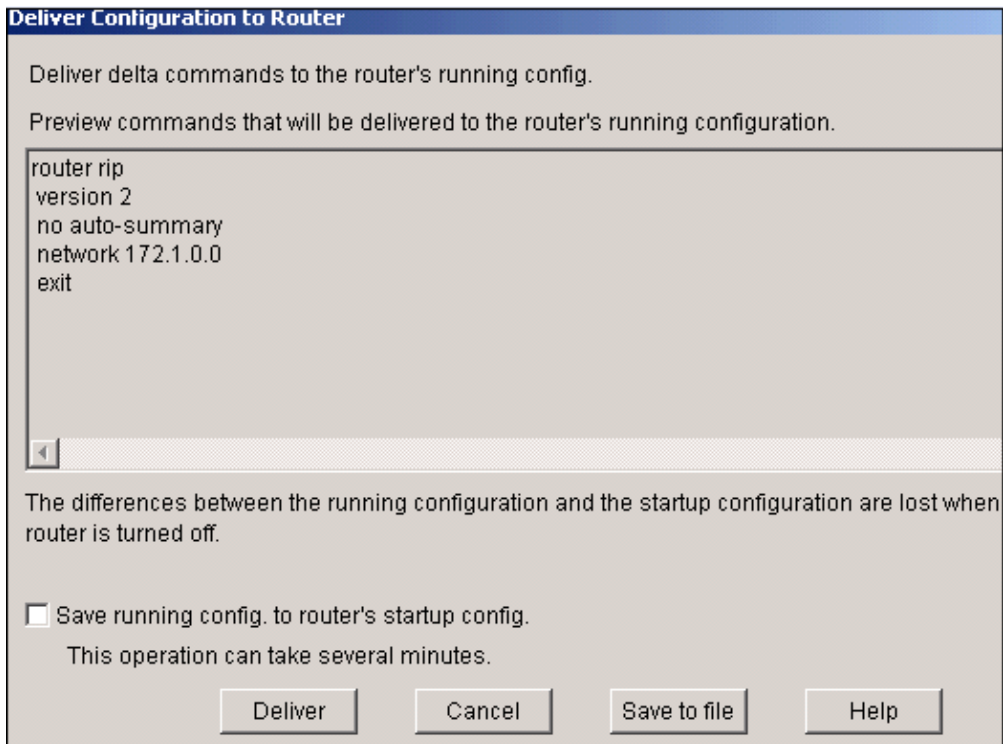 Deliver Configuration to Router
Deliver delta commands to the router's running config.
Preview commands that will be delivered to the router's running configuration.
router rip
version 2
no auto-summary
network 172.1.0.0
exit
The differences between the running configuration and the startup configuration are lost when
router is turned off.
Save running config. to router's startup config.
This operation can take several minutes.
Deliver Cancel Save to file Help